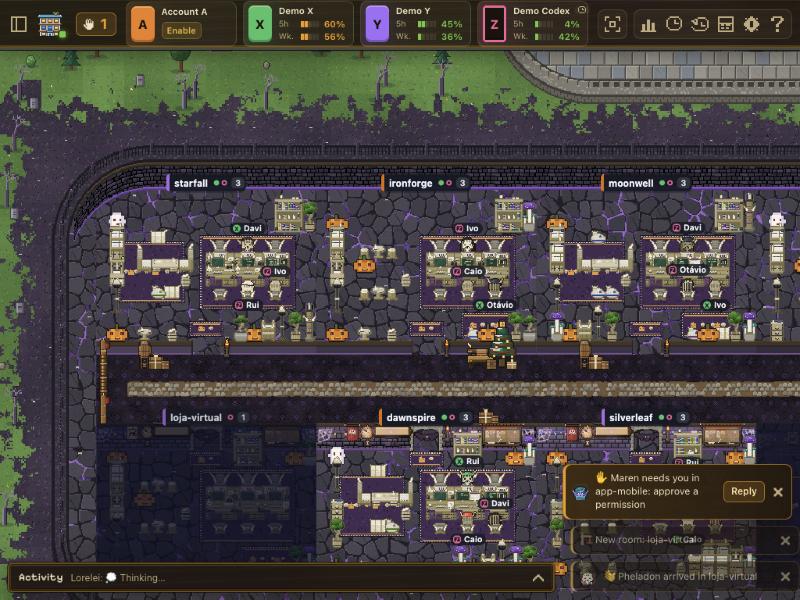 1
A
Account A
Enable
X
Demo X
5h 60%
Wk. 56%
Y
Demo Y
5h 45%
Wk. 36%
Z
Demo Codex
5h 4%
Wk. 42%
?
starfall 3
ironforge 3
moonwell 3
X Davi
Z Ivo
Z Davi
Z Ivo
Z Caio
Z Otávio
Z Rui
X Otávio
X Ivo
loja-virtual 1
dawnspire 3
silverleaf 3
X Rui
Rui
Z Davi
Z Caio
Maren needs you in
app-mobile: approve a
permission
Reply
New room: loja-virtual
Caio
Pheladon arrived in loja-virtual
Activity Lorelei: Thinking...